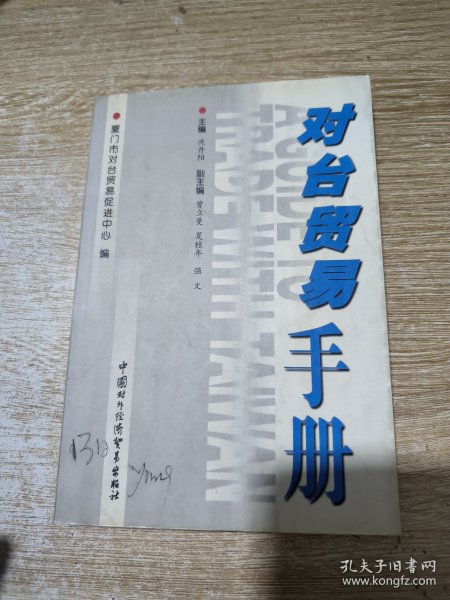 对台贸易手册
A GUIDE TO
TRADE WITH TAIWAN
主编 沈丹阳 副主编 曾立曼 夏桂年 强文
厦门市对台贸易促进中心 编
中国对外经济贸易出版社
孔夫子旧书网
www.kongfz.com